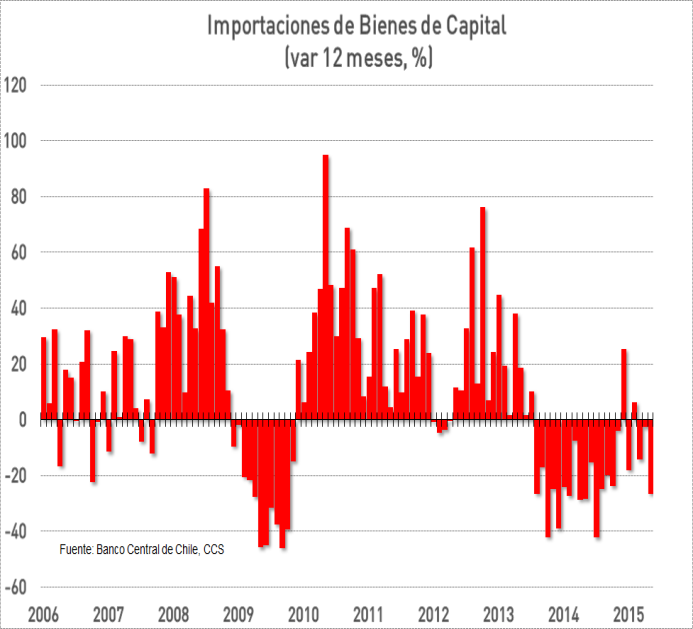 Importaciones de Bienes de Capital
(var 12 meses, %)
120
100
80
60
40
20
0
-20
-40
-60
Fuente: Banco Central de Chile, CCS
2006 2007 2008 2009 2010 2011 2012 2013 2014 2015